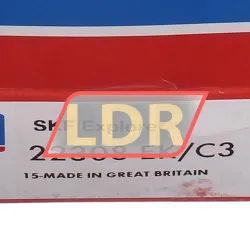 SKF Explorer
LDR
22308 EK/C3
15-MADE IN GREAT BRITAIN